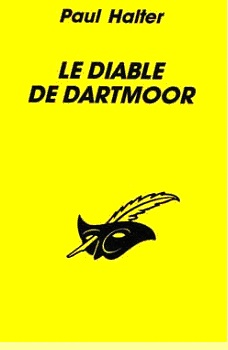 Paul Halter
LE DIABLE
DE DARTMOOR